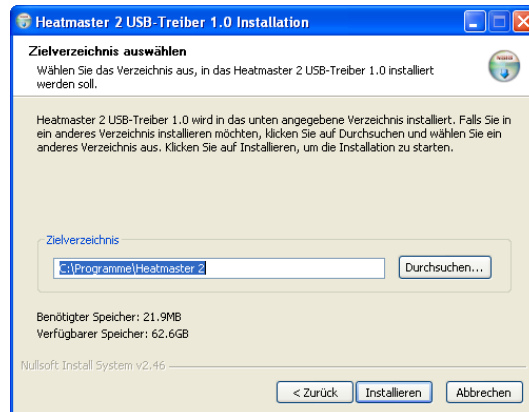 Heatmaster 2 USB-Treiber 1.0 Installation
Zielverzeichnis auswählen
Wählen Sie das Verzeichnis aus, in das Heatmaster 2 USB-Treiber 1.0 installiert
werden soll.
Heatmaster 2 USB-Treiber 1.0 wird in das unten angegebene Verzeichnis installiert. Falls Sie in
ein anderes Verzeichnis installieren möchten, klicken Sie auf Durchsuchen und wählen Sie ein
anderes Verzeichnis aus. Klicken Sie auf Installieren, um die Installation zu starten.
Zielverzeichnis
C:\Programme\Heatmaster 2
Durchsuchen...
Benötigter Speicher: 21.9MB
Verfügbarer Speicher: 62.6GB
Nullsoft Install System v2.46
< Zurück
Installieren
Abbrechen